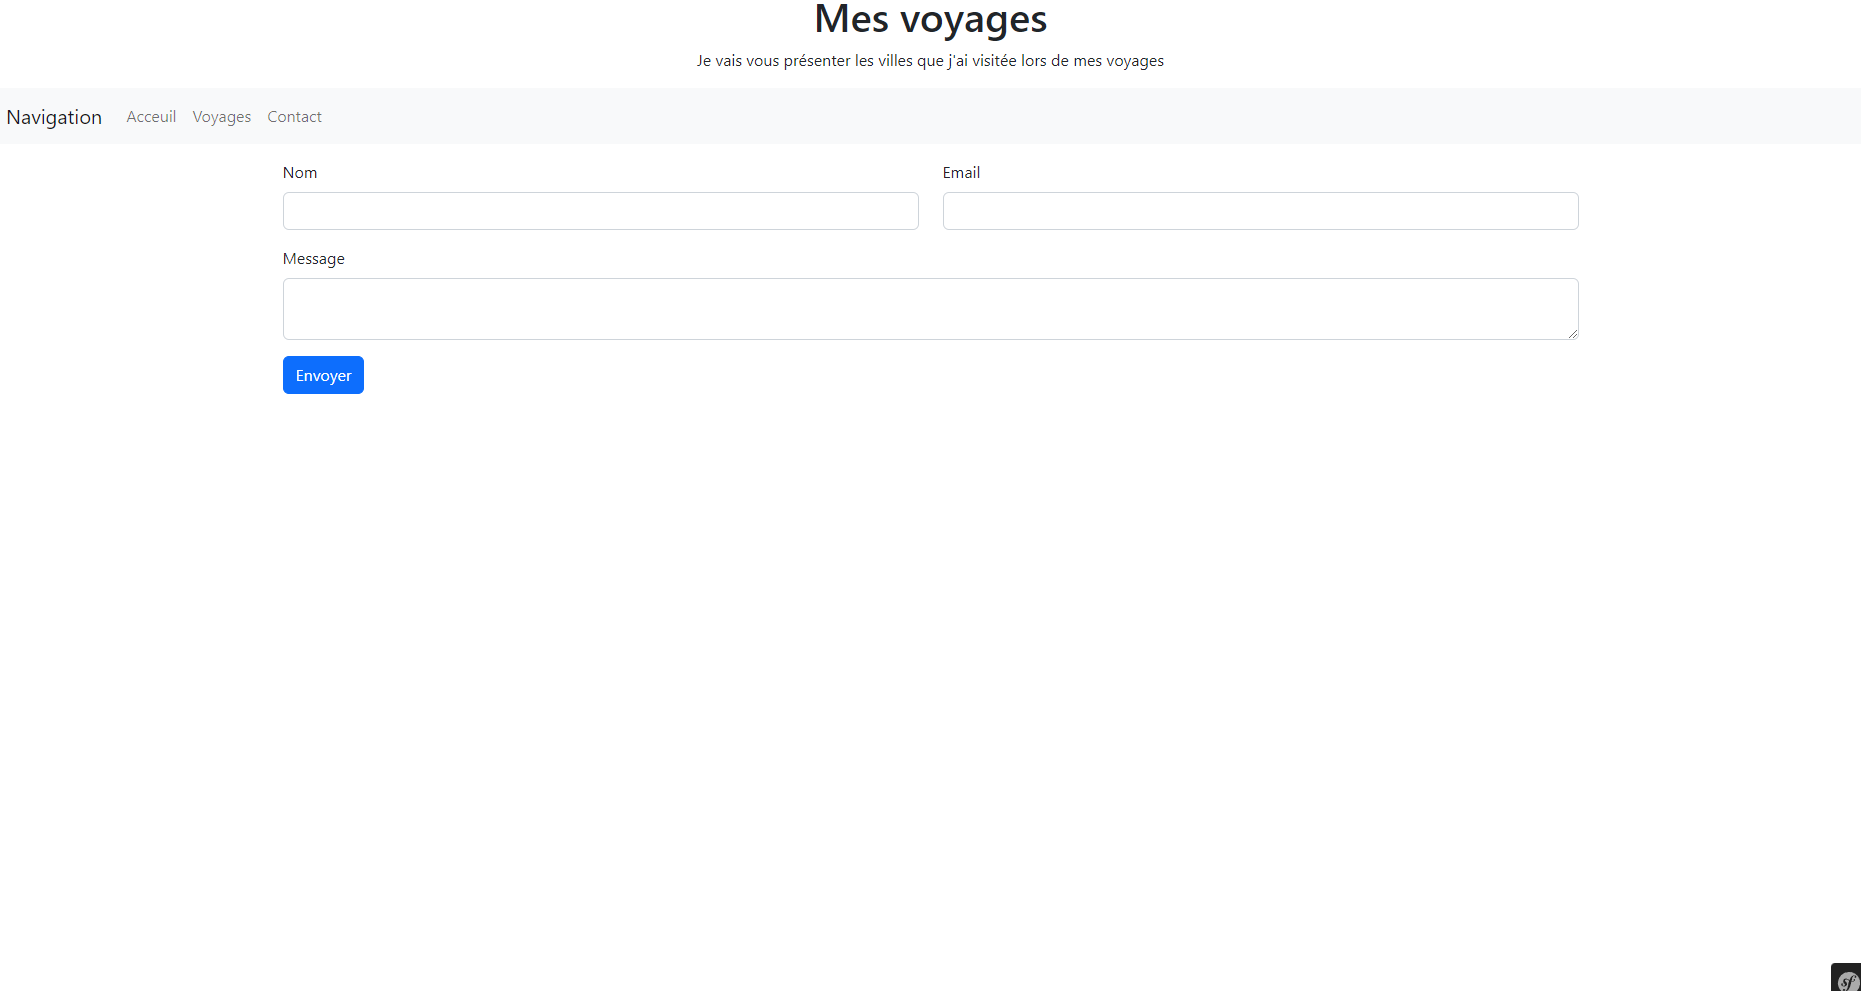 Mes voyages
Je vais vous présenter les villes que j'ai visitée lors de mes voyages
Navigation Acceuil Voyages Contact
Nom Email
Message
Envoyer
sf